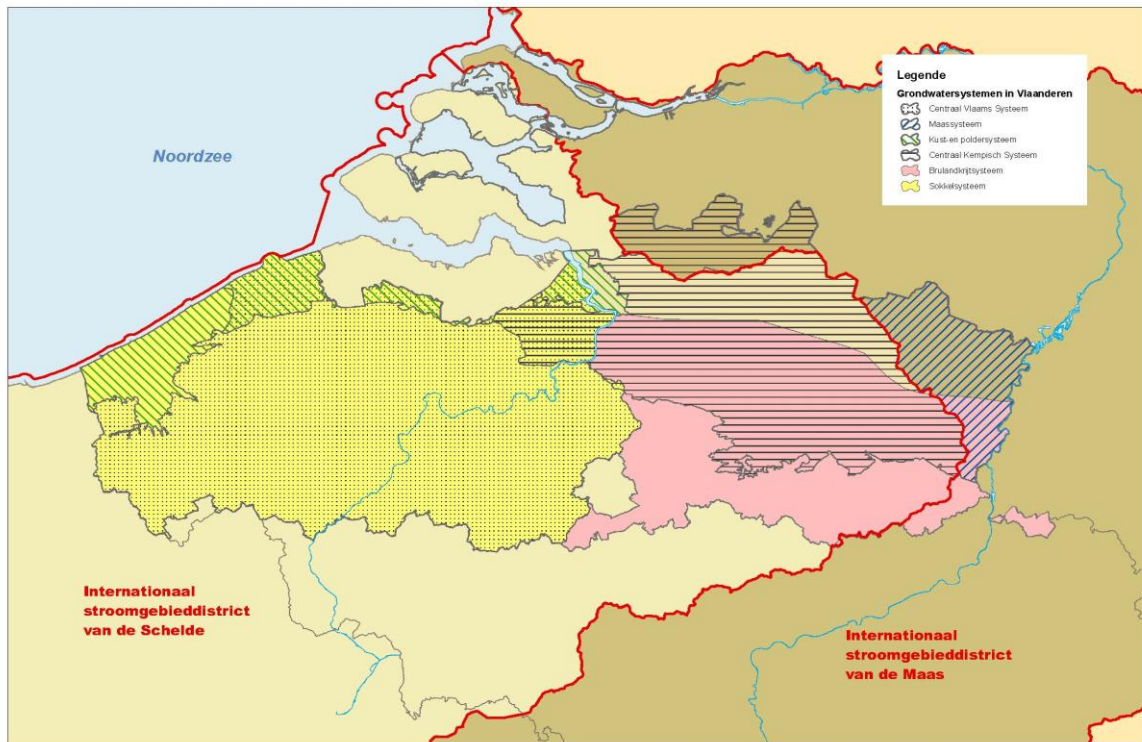 Noordzee
Legende
Grondwatersystemen in Vlaanderen
Centraal Vlaams Systeem
Maassysteem
Kust-en poldersysteem
Centraal Kempisch Systeem
Brulandkrijtsysteem
Sokkelsysteem
Internationaal
stroomgebieddistrict
van de Schelde
Internationaal
stroomgebieddistrict
van de Maas